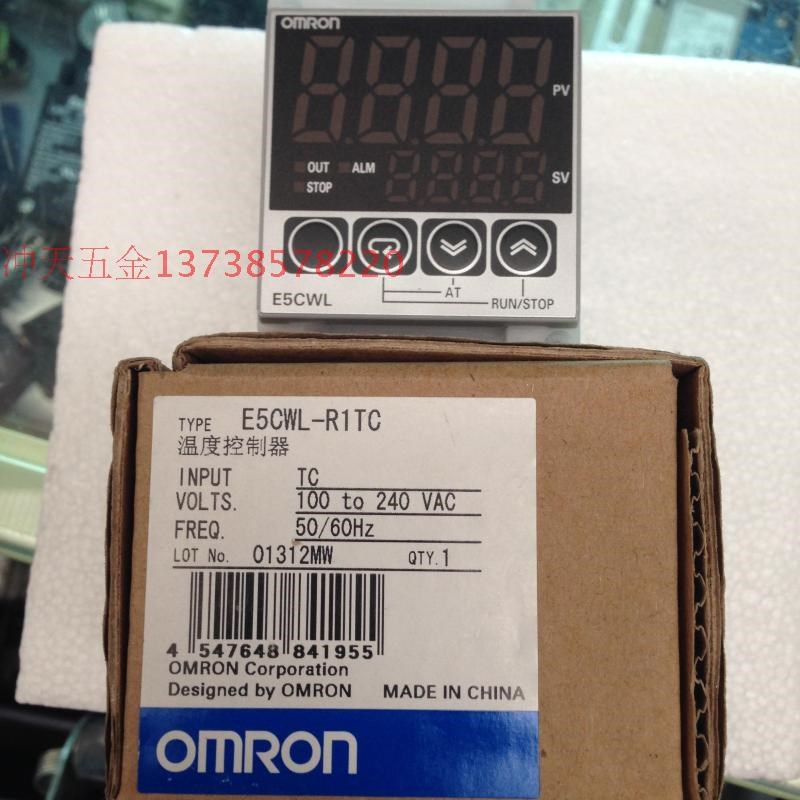 OMRON
PV
OUT ALM
STOP
SV
冲天五金13738578220
AT
E5CWL
RUN/STOP
TYPE E5CWL-R1TC
温度控制器
INPUT TC
VOLTS. 100 to 240 VAC
FREQ. 50/60Hz
LOT No. 01312MW QTY.1
4 547648 841955
OMRON Corporation
Designed by OMRON MADE IN CHINA
OMRON